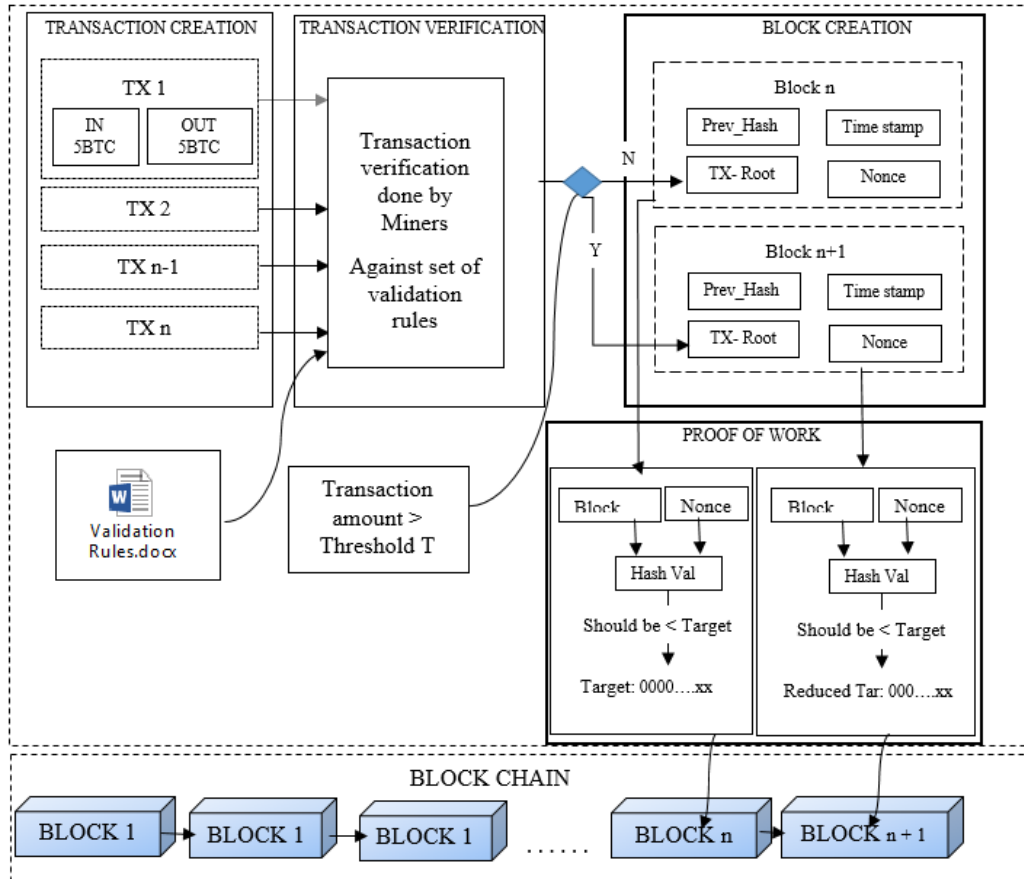 TRANSACTION CREATION
TX 1
IN
5BTC
OUT
5BTC
TX 2
TX n-1
TX n
TRANSACTION VERIFICATION
Transaction
verification
done by
Miners
Against set of
validation
rules
N
Y
BLOCK CREATION
Block n
Prev_Hash
Time stamp
TX- Root
Nonce
Block n+1
Prev_Hash
Time stamp
TX- Root
Nonce
W
Validation
Rules.docx
Transaction
amount >
Threshold T
PROOF OF WORK
Block
Nonce
Hash Val
Should be < Target
Target: 0000....xx
Block
Nonce
Hash Val
Should be < Target
Reduced Tar: 000....xx
BLOCK CHAIN
BLOCK 1
BLOCK 1
BLOCK 1
......
BLOCK n
BLOCK n + 1